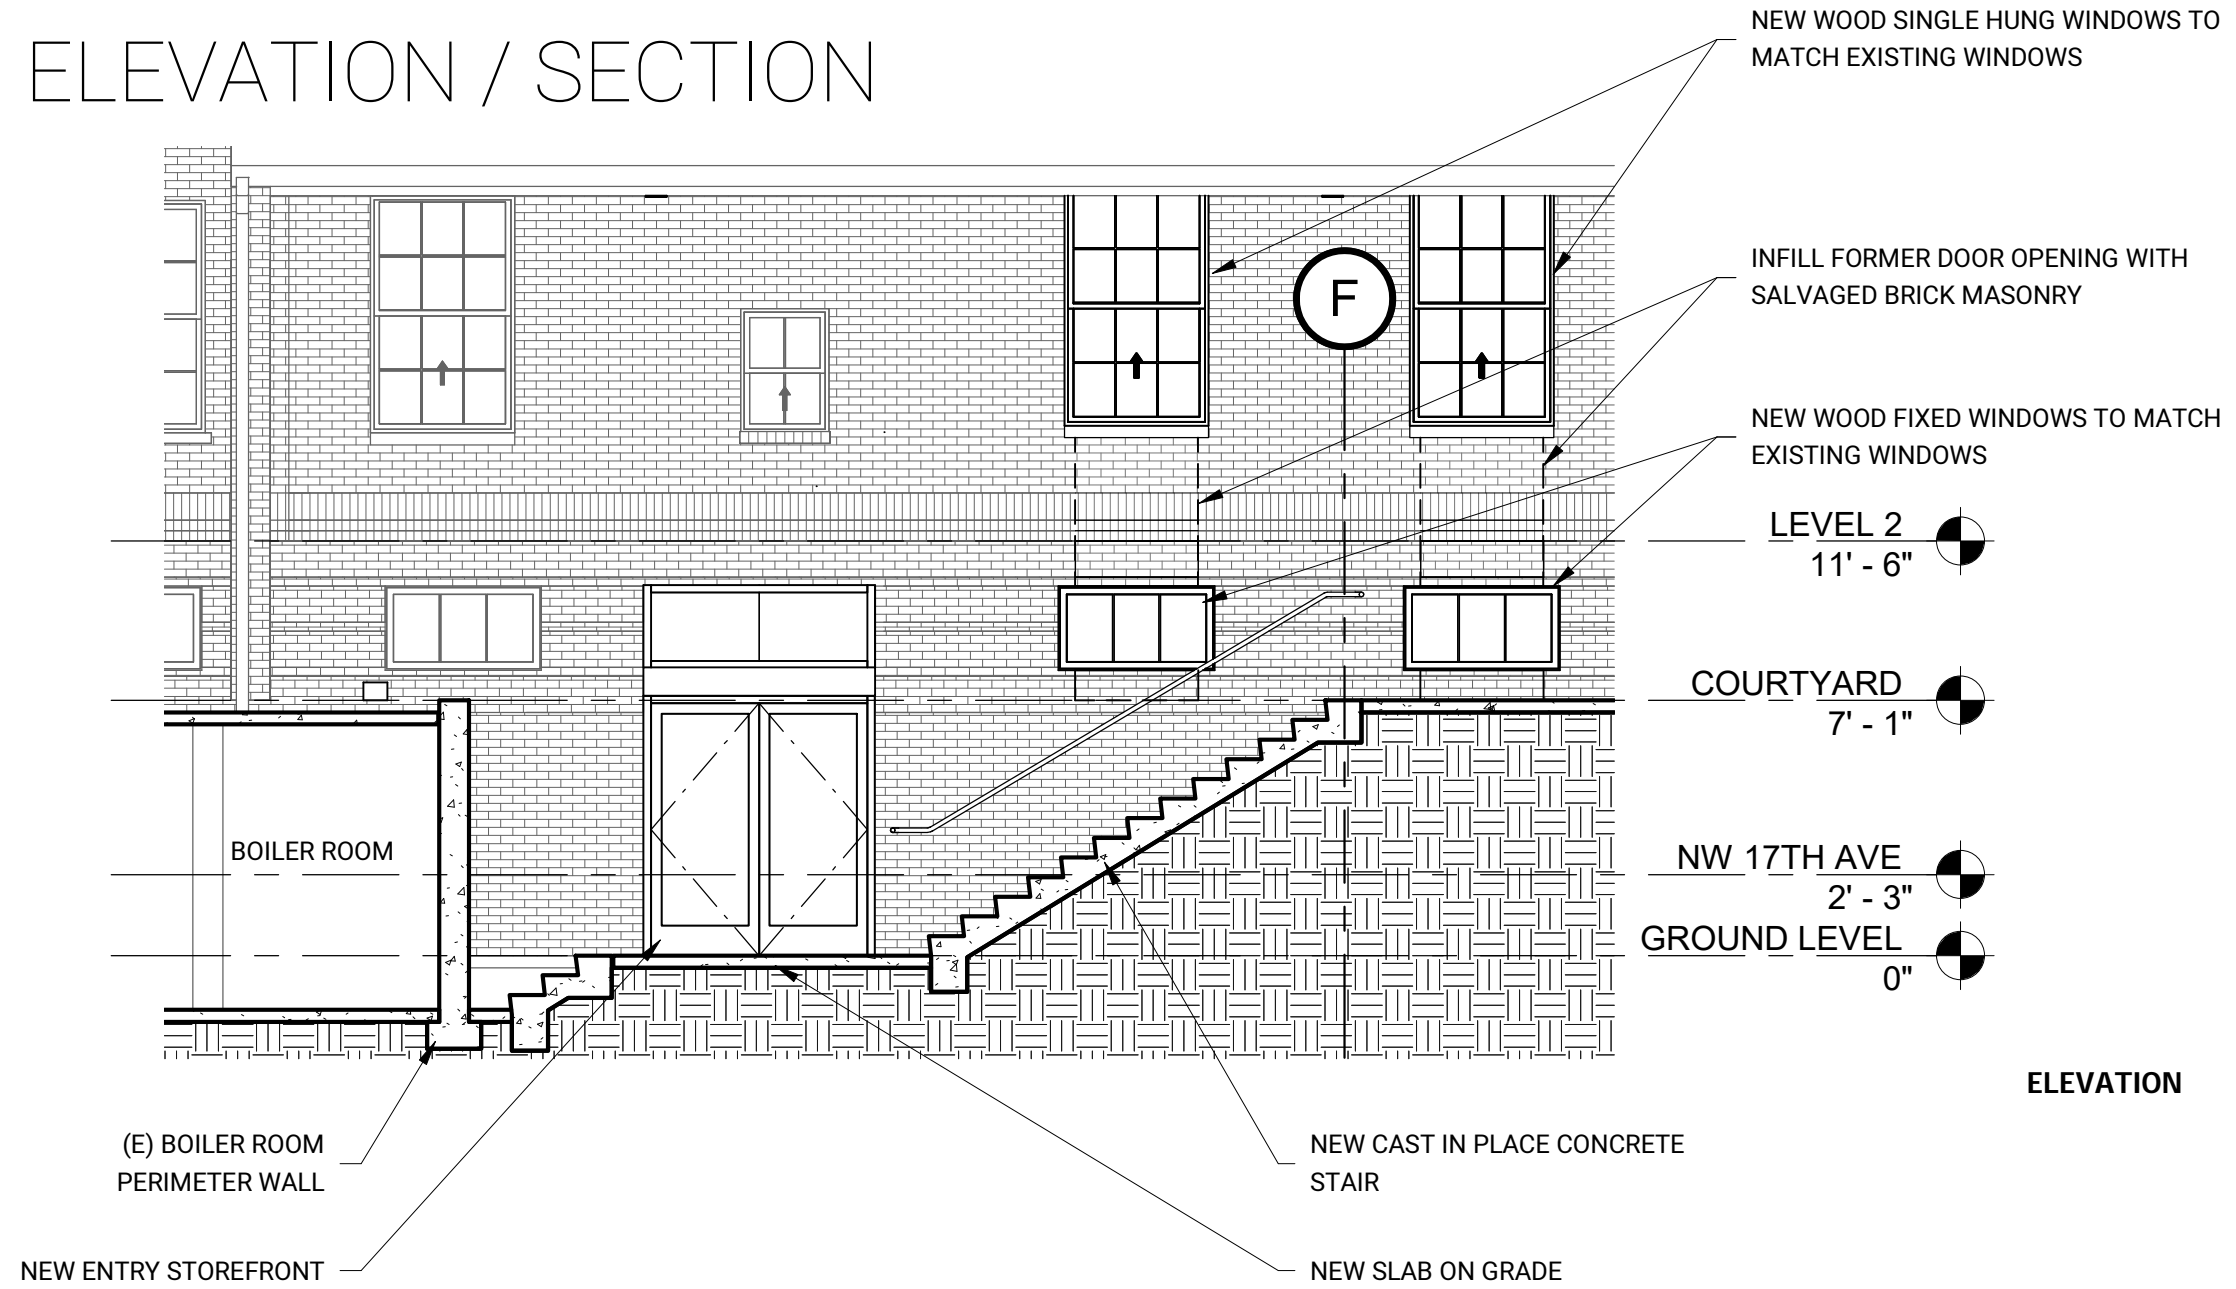 ELEVATION / SECTION
NEW WOOD SINGLE HUNG WINDOWS TO
MATCH EXISTING WINDOWS
F
INFILL FORMER DOOR OPENING WITH
SALVAGED BRICK MASONRY
NEW WOOD FIXED WINDOWS TO MATCH
EXISTING WINDOWS
LEVEL 2
11' - 6"
COURTYARD
7' - 1"
BOILER ROOM
NW 17TH AVE
2' - 3"
GROUND LEVEL
0"
ELEVATION
(E) BOILER ROOM
PERIMETER WALL
NEW CAST IN PLACE CONCRETE
STAIR
NEW ENTRY STOREFRONT
NEW SLAB ON GRADE